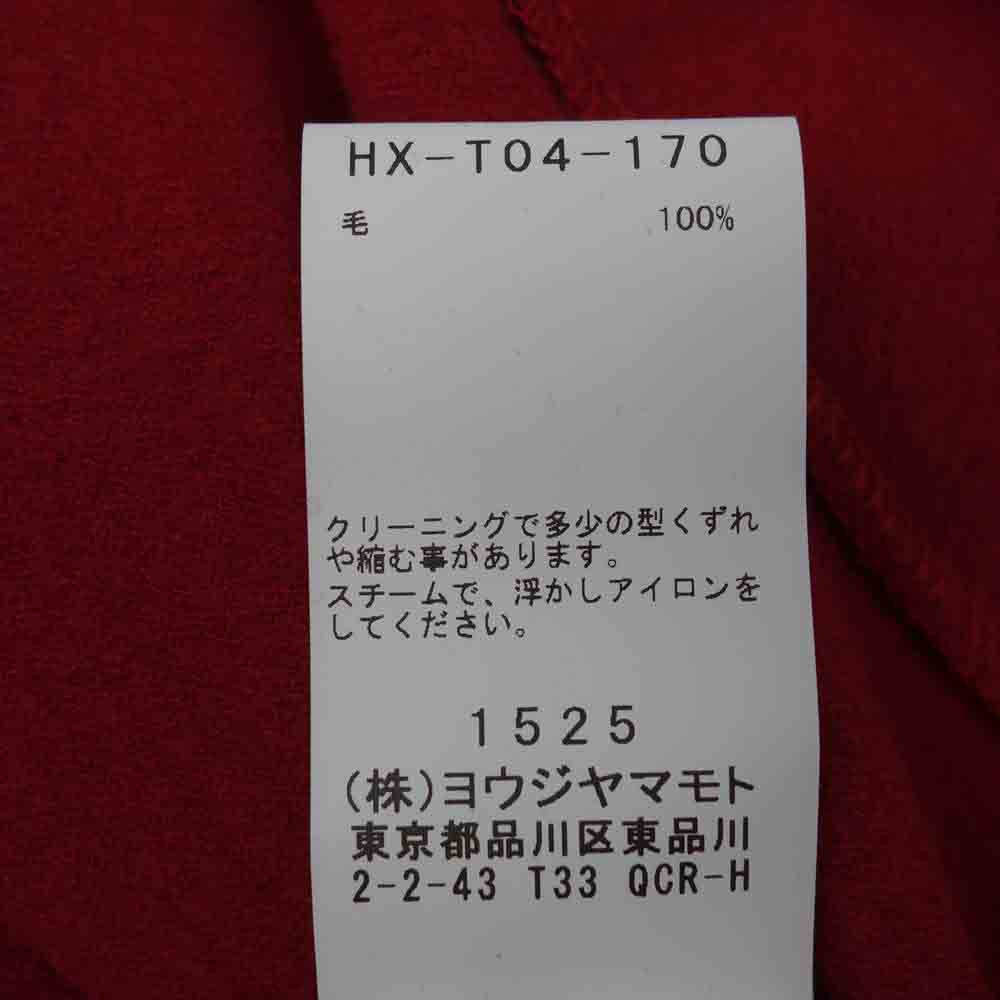 HX-T04-170
毛 100%
クリーニングで多少の型くずれ
や縮む事があります。
スチームで、浮かしアイロンを
してください。
1525
(株)ヨウジヤマモト
東京都品川区東品川
2-2-43 T33 QCR-H